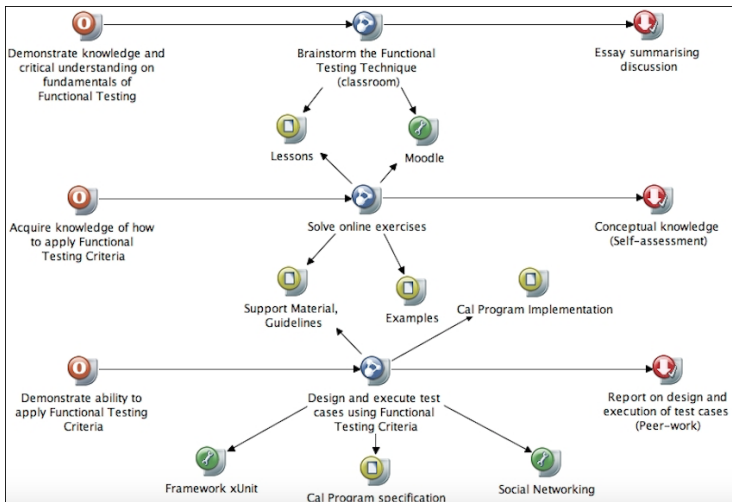 Demonstrate knowledge and
critical understanding on
fundamentals of
Functional Testing
Brainstorm the Functional
Testing Technique
(classroom)
Essay summarising
discussion
Lessons
Moodle
Acquire knowledge of how
to apply Functional
Testing Criteria
Solve online exercises
Conceptual knowledge
(Self-assessment)
Support Material,
Guidelines
Examples
Cal Program Implementation
Demonstrate ability to
apply Functional Testing
Criteria
Design and execute test
cases using Functional
Testing Criteria
Report on design and
execution of test cases
(Peer-work)
Framework xUnit
Cal Program specification
Social Networking